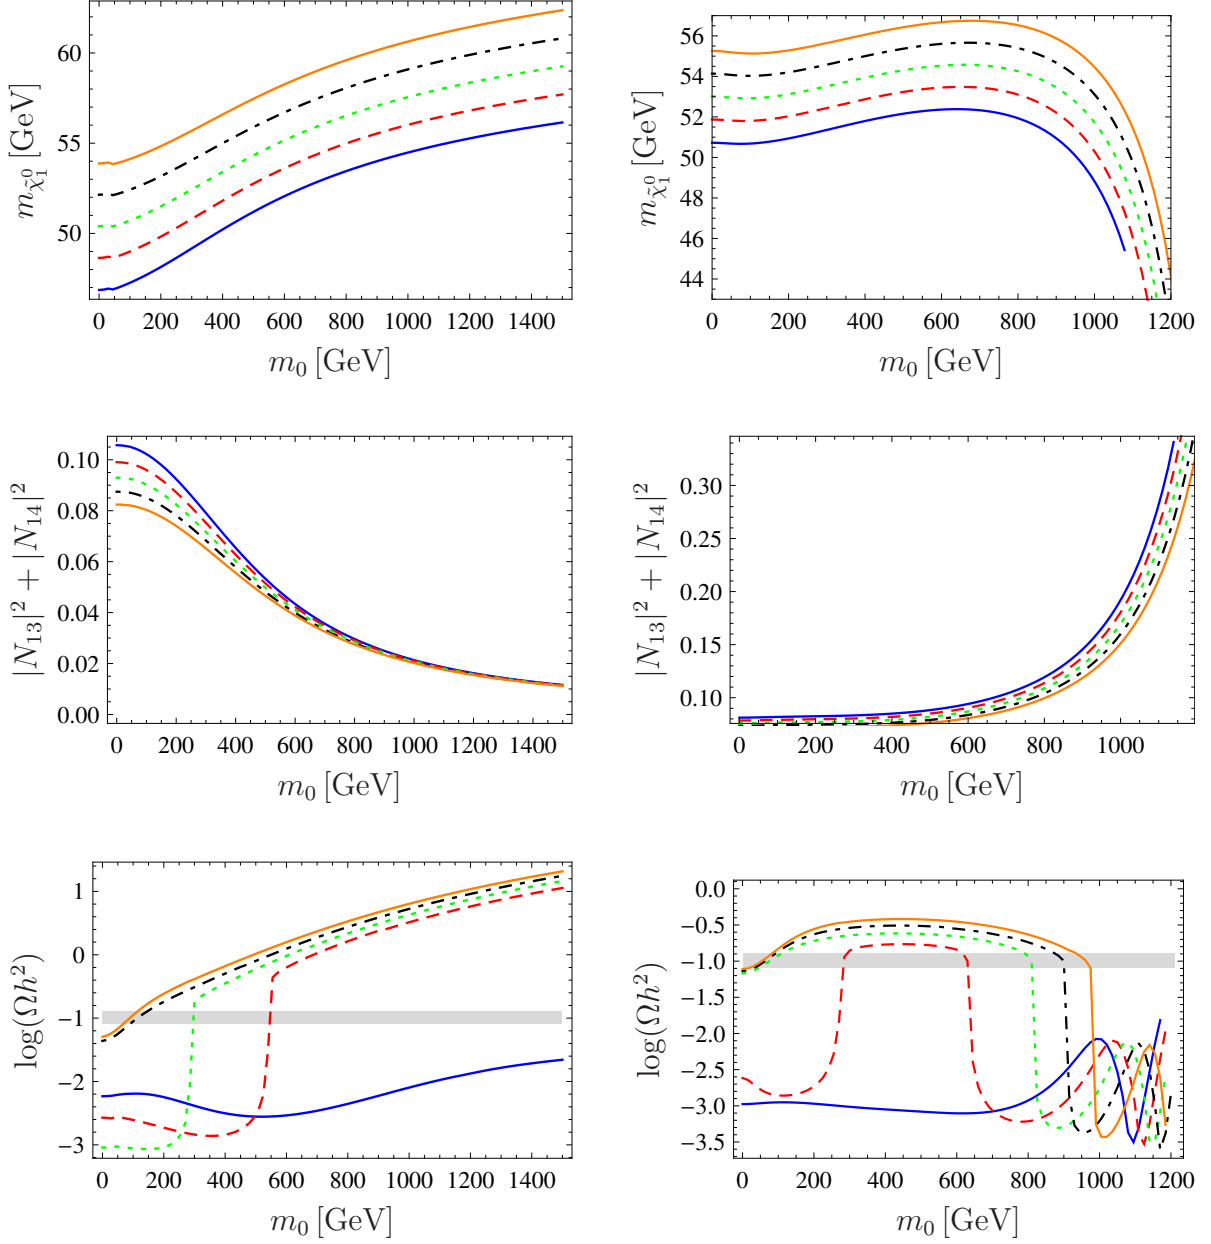 60
55
50
m_{\tilde{χ}_1^0} [GeV]
0 200 400 600 800 1000 1200 1400
m_0 [GeV]
56
54
52
50
48
46
44
m_{\tilde{χ}_1^0} [GeV]
0 200 400 600 800 1000 1200
m_0 [GeV]
0.10
0.08
0.06
0.04
0.02
0.00
|N_{13}|^2 + |N_{14}|^2
0 200 400 600 800 1000 1200 1400
m_0 [GeV]
0.30
0.25
0.20
0.15
0.10
|N_{13}|^2 + |N_{14}|^2
0 200 400 600 800 1000
m_0 [GeV]
1
0
−1
−2
−3
log(Ωh^2)
0 200 400 600 800 1000 1200 1400
m_0 [GeV]
0.0
−0.5
−1.0
−1.5
−2.0
−2.5
−3.0
−3.5
log(Ωh^2)
0 200 400 600 800 1000 1200
m_0 [GeV]